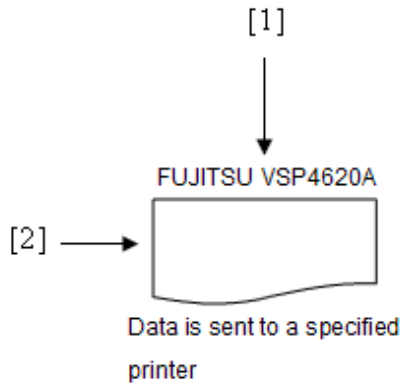 [1]
FUJITSU VSP4620A
[2]
Data is sent to a specified
printer